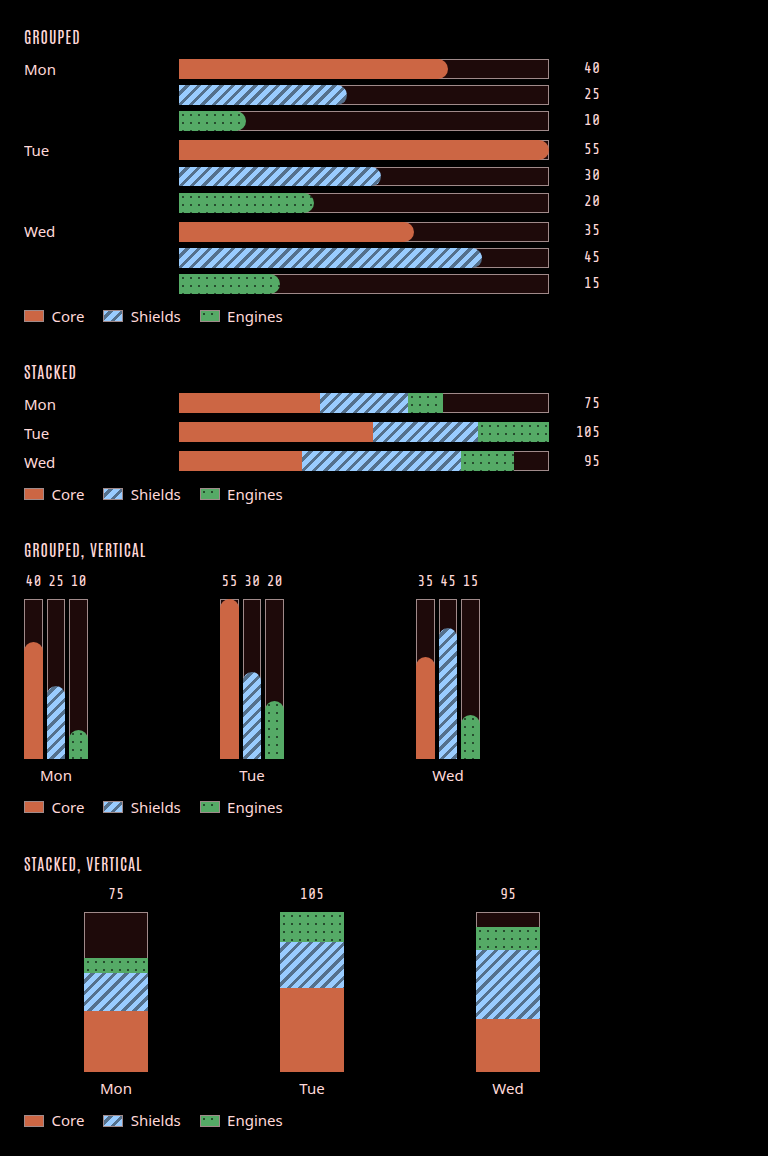 GROUPED
Mon 40
25
10
Tue 55
30
20
Wed 35
45
15
Core Shields Engines
STACKED
Mon 75
Tue 105
Wed 95
Core Shields Engines
GROUPED, VERTICAL
40 25 10 55 30 20 35 45 15
Mon Tue Wed
Core Shields Engines
STACKED, VERTICAL
75 105 95
Mon Tue Wed
Core Shields Engines